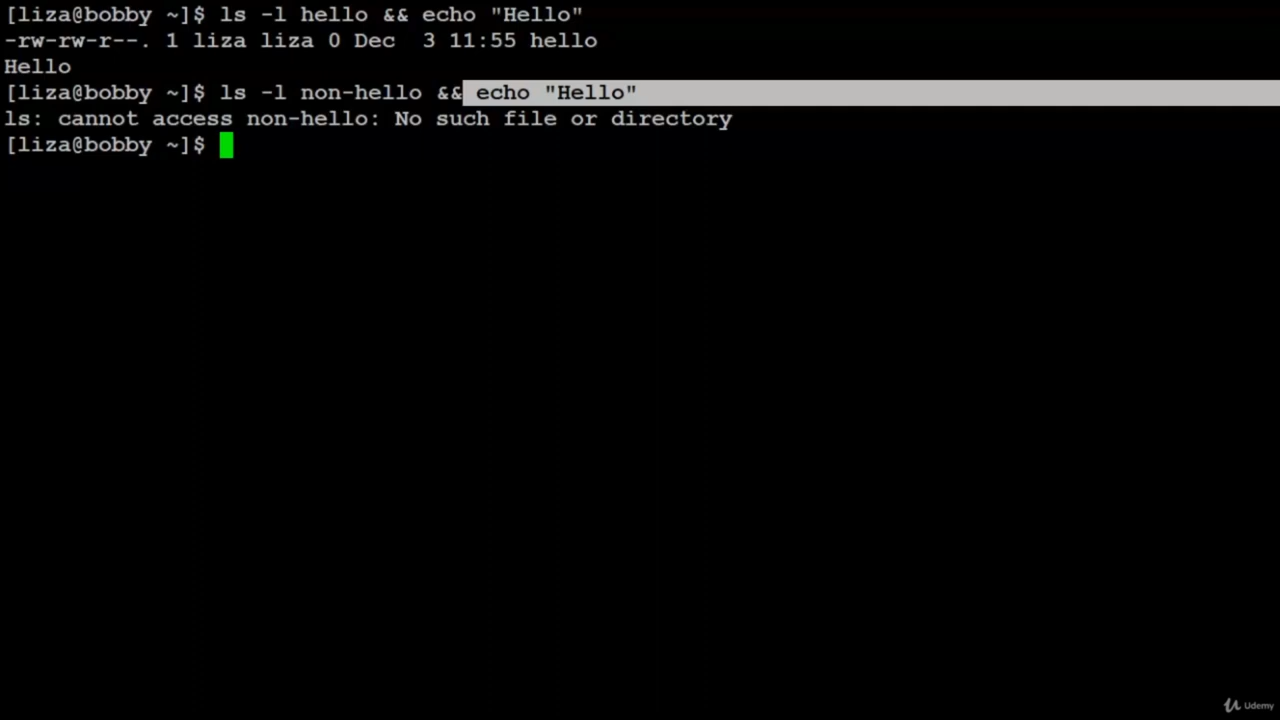 [liza@bobby ~]$ ls -l hello && echo "Hello"
-rw-rw-r--. 1 liza liza 0 Dec  3 11:55 hello
Hello
[liza@bobby ~]$ ls -l non-hello && echo "Hello"
ls: cannot access non-hello: No such file or directory
[liza@bobby ~]$
Udemy